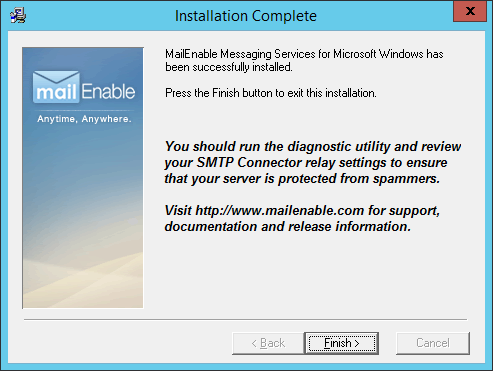 Installation Complete
x
MailEnable Messaging Services for Microsoft Windows has
been successfully installed.
Press the Finish button to exit this installation.
mail Enable
Anytime, Anywhere.
You should run the diagnostic utility and review
your SMTP Connector relay settings to ensure
that your server is protected from spammers.
Visit http://www.mailenable.com for support,
documentation and release information.
< Back
Finish >
Cancel